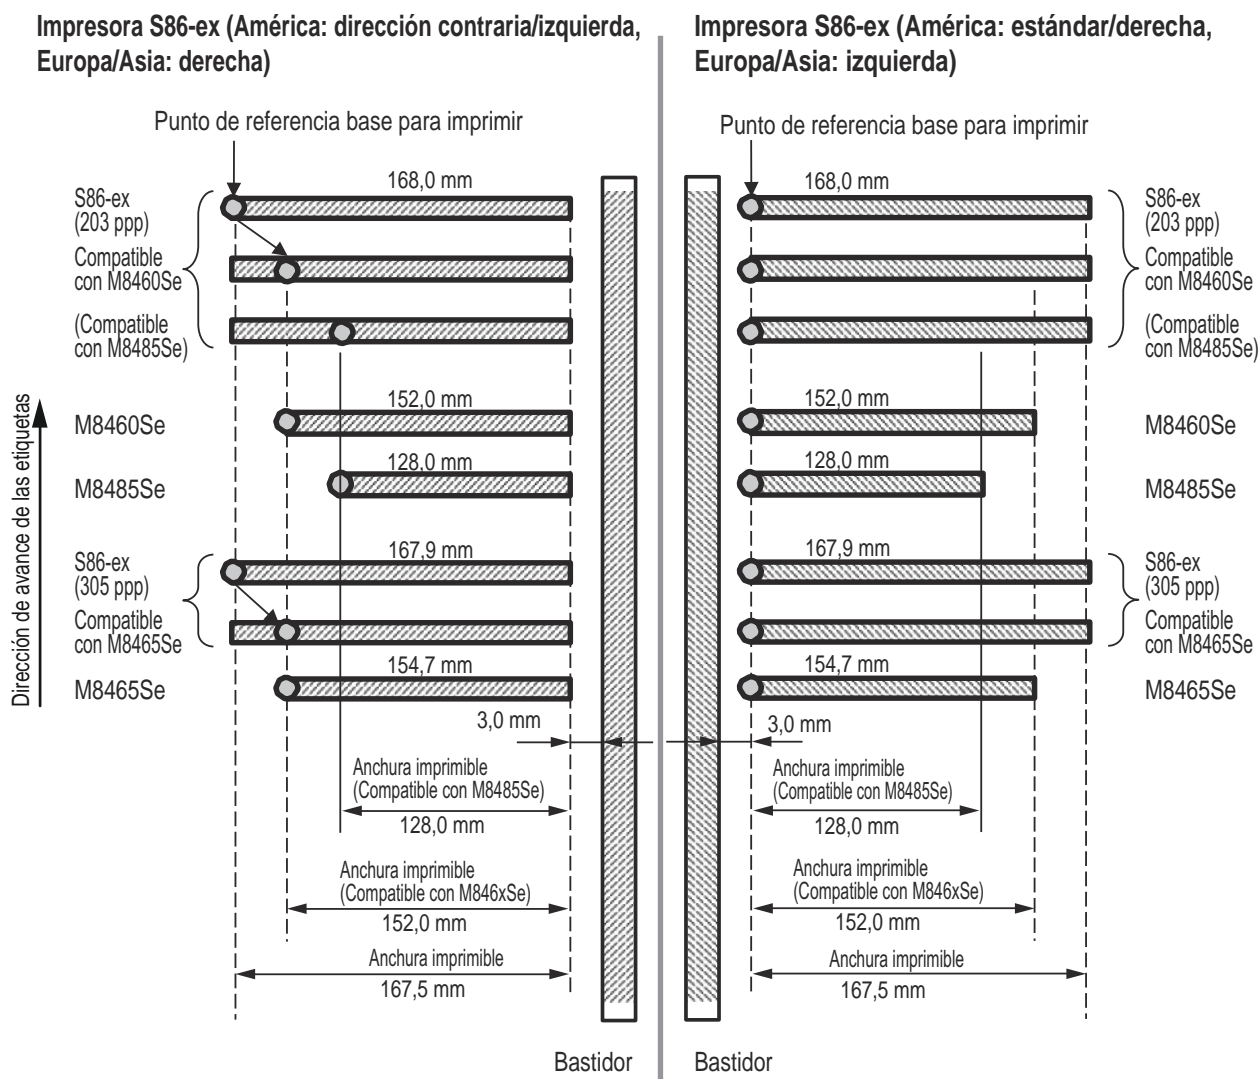 Impresora S86-ex (América: dirección contraria/izquierda,
Europa/Asia: derecha)
Punto de referencia base para imprimir
168,0 mm
S86-ex
(203 ppp)
Compatible
con M8460Se
(Compatible
con M8485Se)
Dirección de avance de las etiquetas
152,0 mm
M8460Se
128,0 mm
M8485Se
167,9 mm
S86-ex
(305 ppp)
Compatible
con M8465Se
154,7 mm
M8465Se
3,0 mm
Anchura imprimible
(Compatible con M8485Se)
128,0 mm
Anchura imprimible
(Compatible con M846xSe)
152,0 mm
Anchura imprimible
167,5 mm
Bastidor
Impresora S86-ex (América: estándar/derecha,
Europa/Asia: izquierda)
Punto de referencia base para imprimir
168,0 mm
S86-ex
(203 ppp)
Compatible
con M8460Se
(Compatible
con M8485Se)
152,0 mm
M8460Se
128,0 mm
M8485Se
167,9 mm
S86-ex
(305 ppp)
Compatible
con M8465Se
154,7 mm
M8465Se
3,0 mm
Anchura imprimible
(Compatible con M8485Se)
128,0 mm
Anchura imprimible
(Compatible con M846xSe)
152,0 mm
Anchura imprimible
167,5 mm
Bastidor